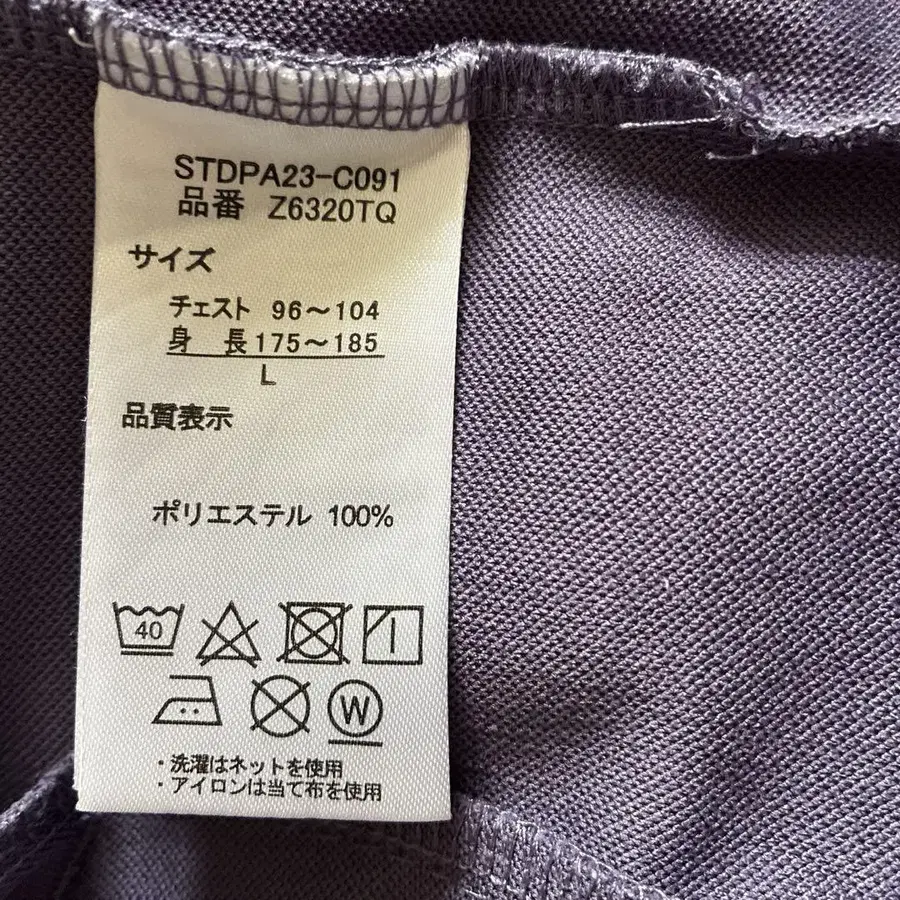 STDPA23-C091
品番 Z6320TQ
サイズ
チェスト 96〜104
身 長 175〜185
L
品質表示
ポリエステル 100%
40
W
・洗濯はネットを使用
・アイロンは当て布を使用